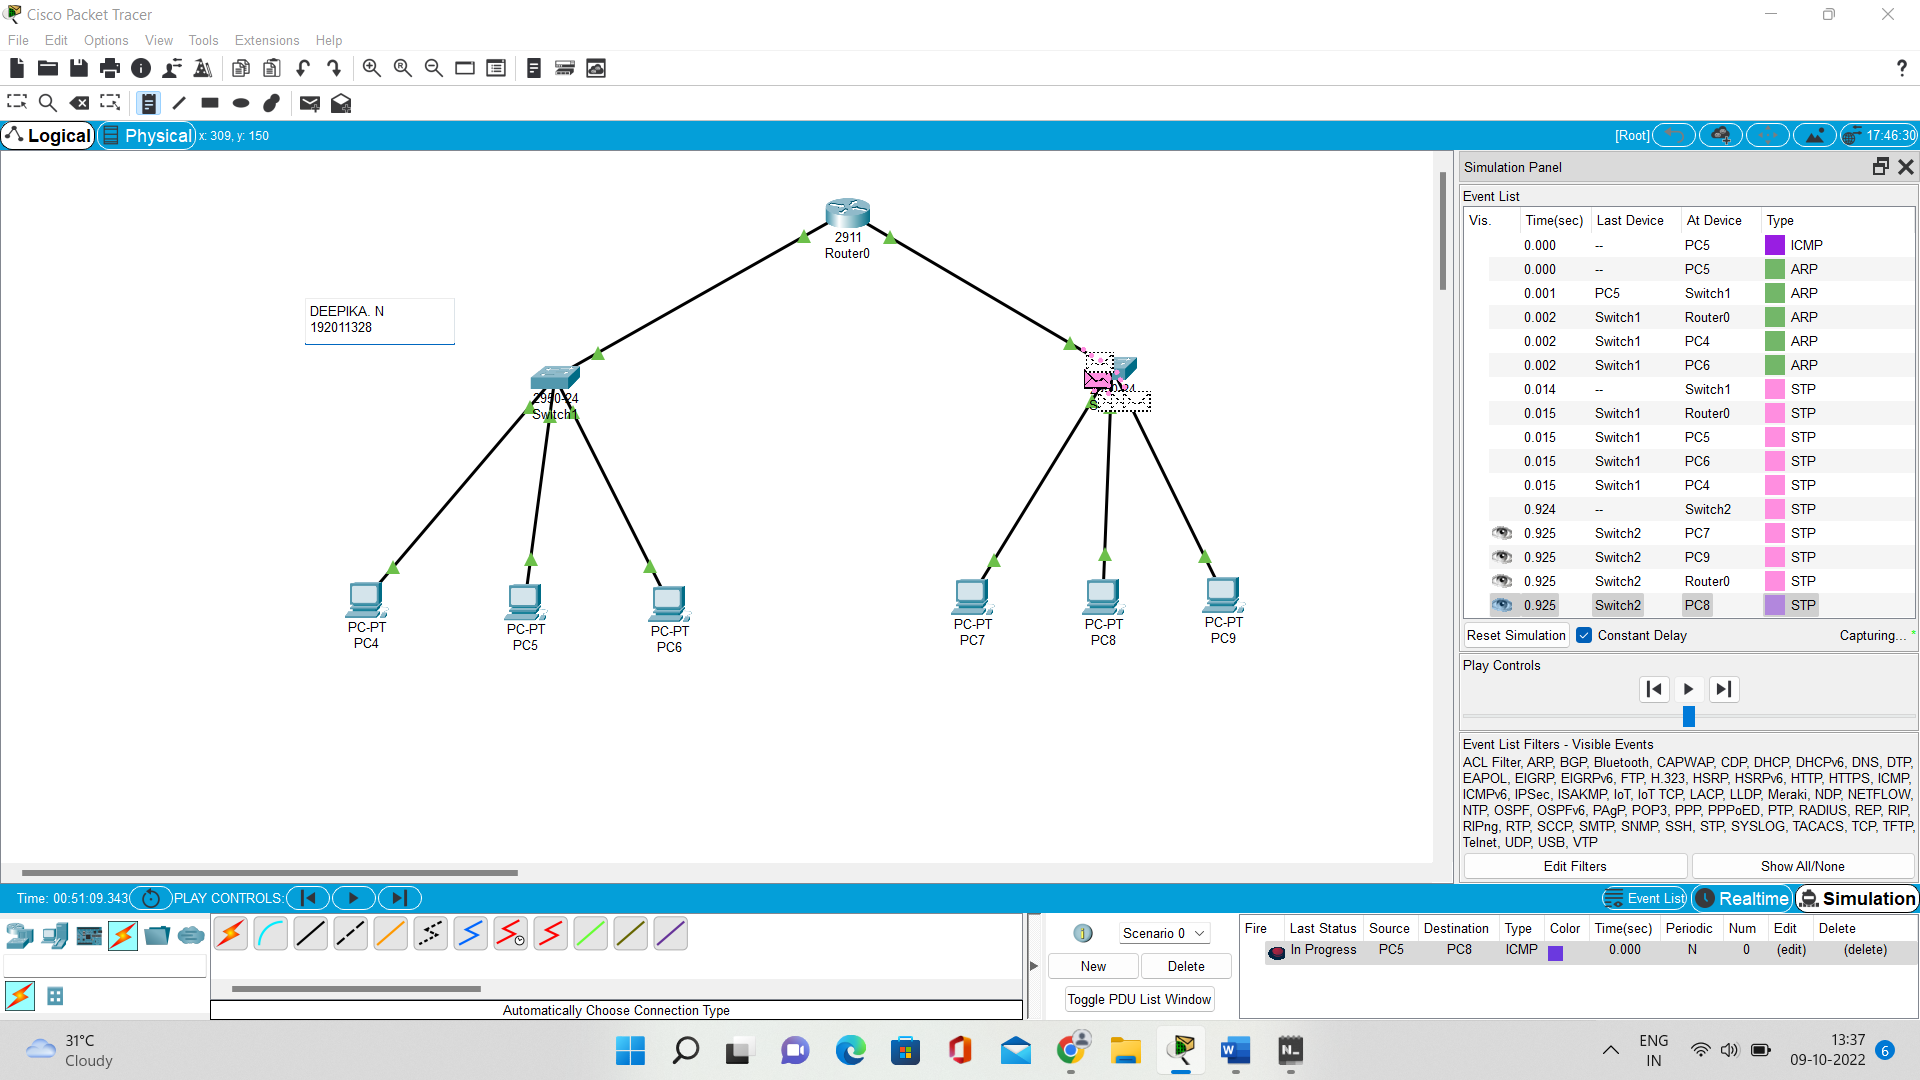 Cisco Packet Tracer
File Edit Options View Tools Extensions Help
Logical Physical x: 309, y: 150 [Root] 17:46:30
2911
Router0
DEEPIKA. N
192011328
2950-24
Switch1
PC-PT
PC4
PC-PT
PC5
PC-PT
PC6
PC-PT
PC7
PC-PT
PC8
PC-PT
PC9
Simulation Panel
Event List
Vis. Time(sec) Last Device At Device Type
0.000 -- PC5 ICMP
0.000 -- PC5 ARP
0.001 PC5 Switch1 ARP
0.002 Switch1 Router0 ARP
0.002 Switch1 PC4 ARP
0.002 Switch1 PC6 ARP
0.014 -- Switch1 STP
0.015 Switch1 Router0 STP
0.015 Switch1 PC5 STP
0.015 Switch1 PC6 STP
0.015 Switch1 PC4 STP
0.924 -- Switch2 STP
0.925 Switch2 PC7 STP
0.925 Switch2 PC9 STP
0.925 Switch2 Router0 STP
0.925 Switch2 PC8 STP
Reset Simulation Constant Delay Capturing...
Play Controls
Event List Filters - Visible Events
ACL Filter, ARP, BGP, Bluetooth, CAPWAP, CDP, DHCP, DHCPv6, DNS, DTP,
EAPOL, EIGRP, EIGRPv6, FTP, H.323, HSRP, HSRPv6, HTTP, HTTPS, ICMP,
ICMPv6, IPSec, ISAKMP, IoT, IoT TCP, LACP, LLDP, Meraki, NDP, NETFLOW,
NTP, OSPF, OSPFv6, PAgP, POP3, PPP, PPPoED, PTP, RADIUS, REP, RIP,
RIPng, RTP, SCCP, SMTP, SNMP, SSH, STP, SYSLOG, TACACS, TCP, TFTP,
Telnet, UDP, USB, VTP
Edit Filters Show All/None
Time: 00:51:09.343 PLAY CONTROLS: Event List Realtime Simulation
Automatically Choose Connection Type
Scenario 0
New Delete
Toggle PDU List Window
Fire Last Status Source Destination Type Color Time(sec) Periodic Num Edit Delete
In Progress PC5 PC8 ICMP 0.000 N 0 (edit) (delete)
31°C
Cloudy
ENG
IN
13:37
09-10-2022
6